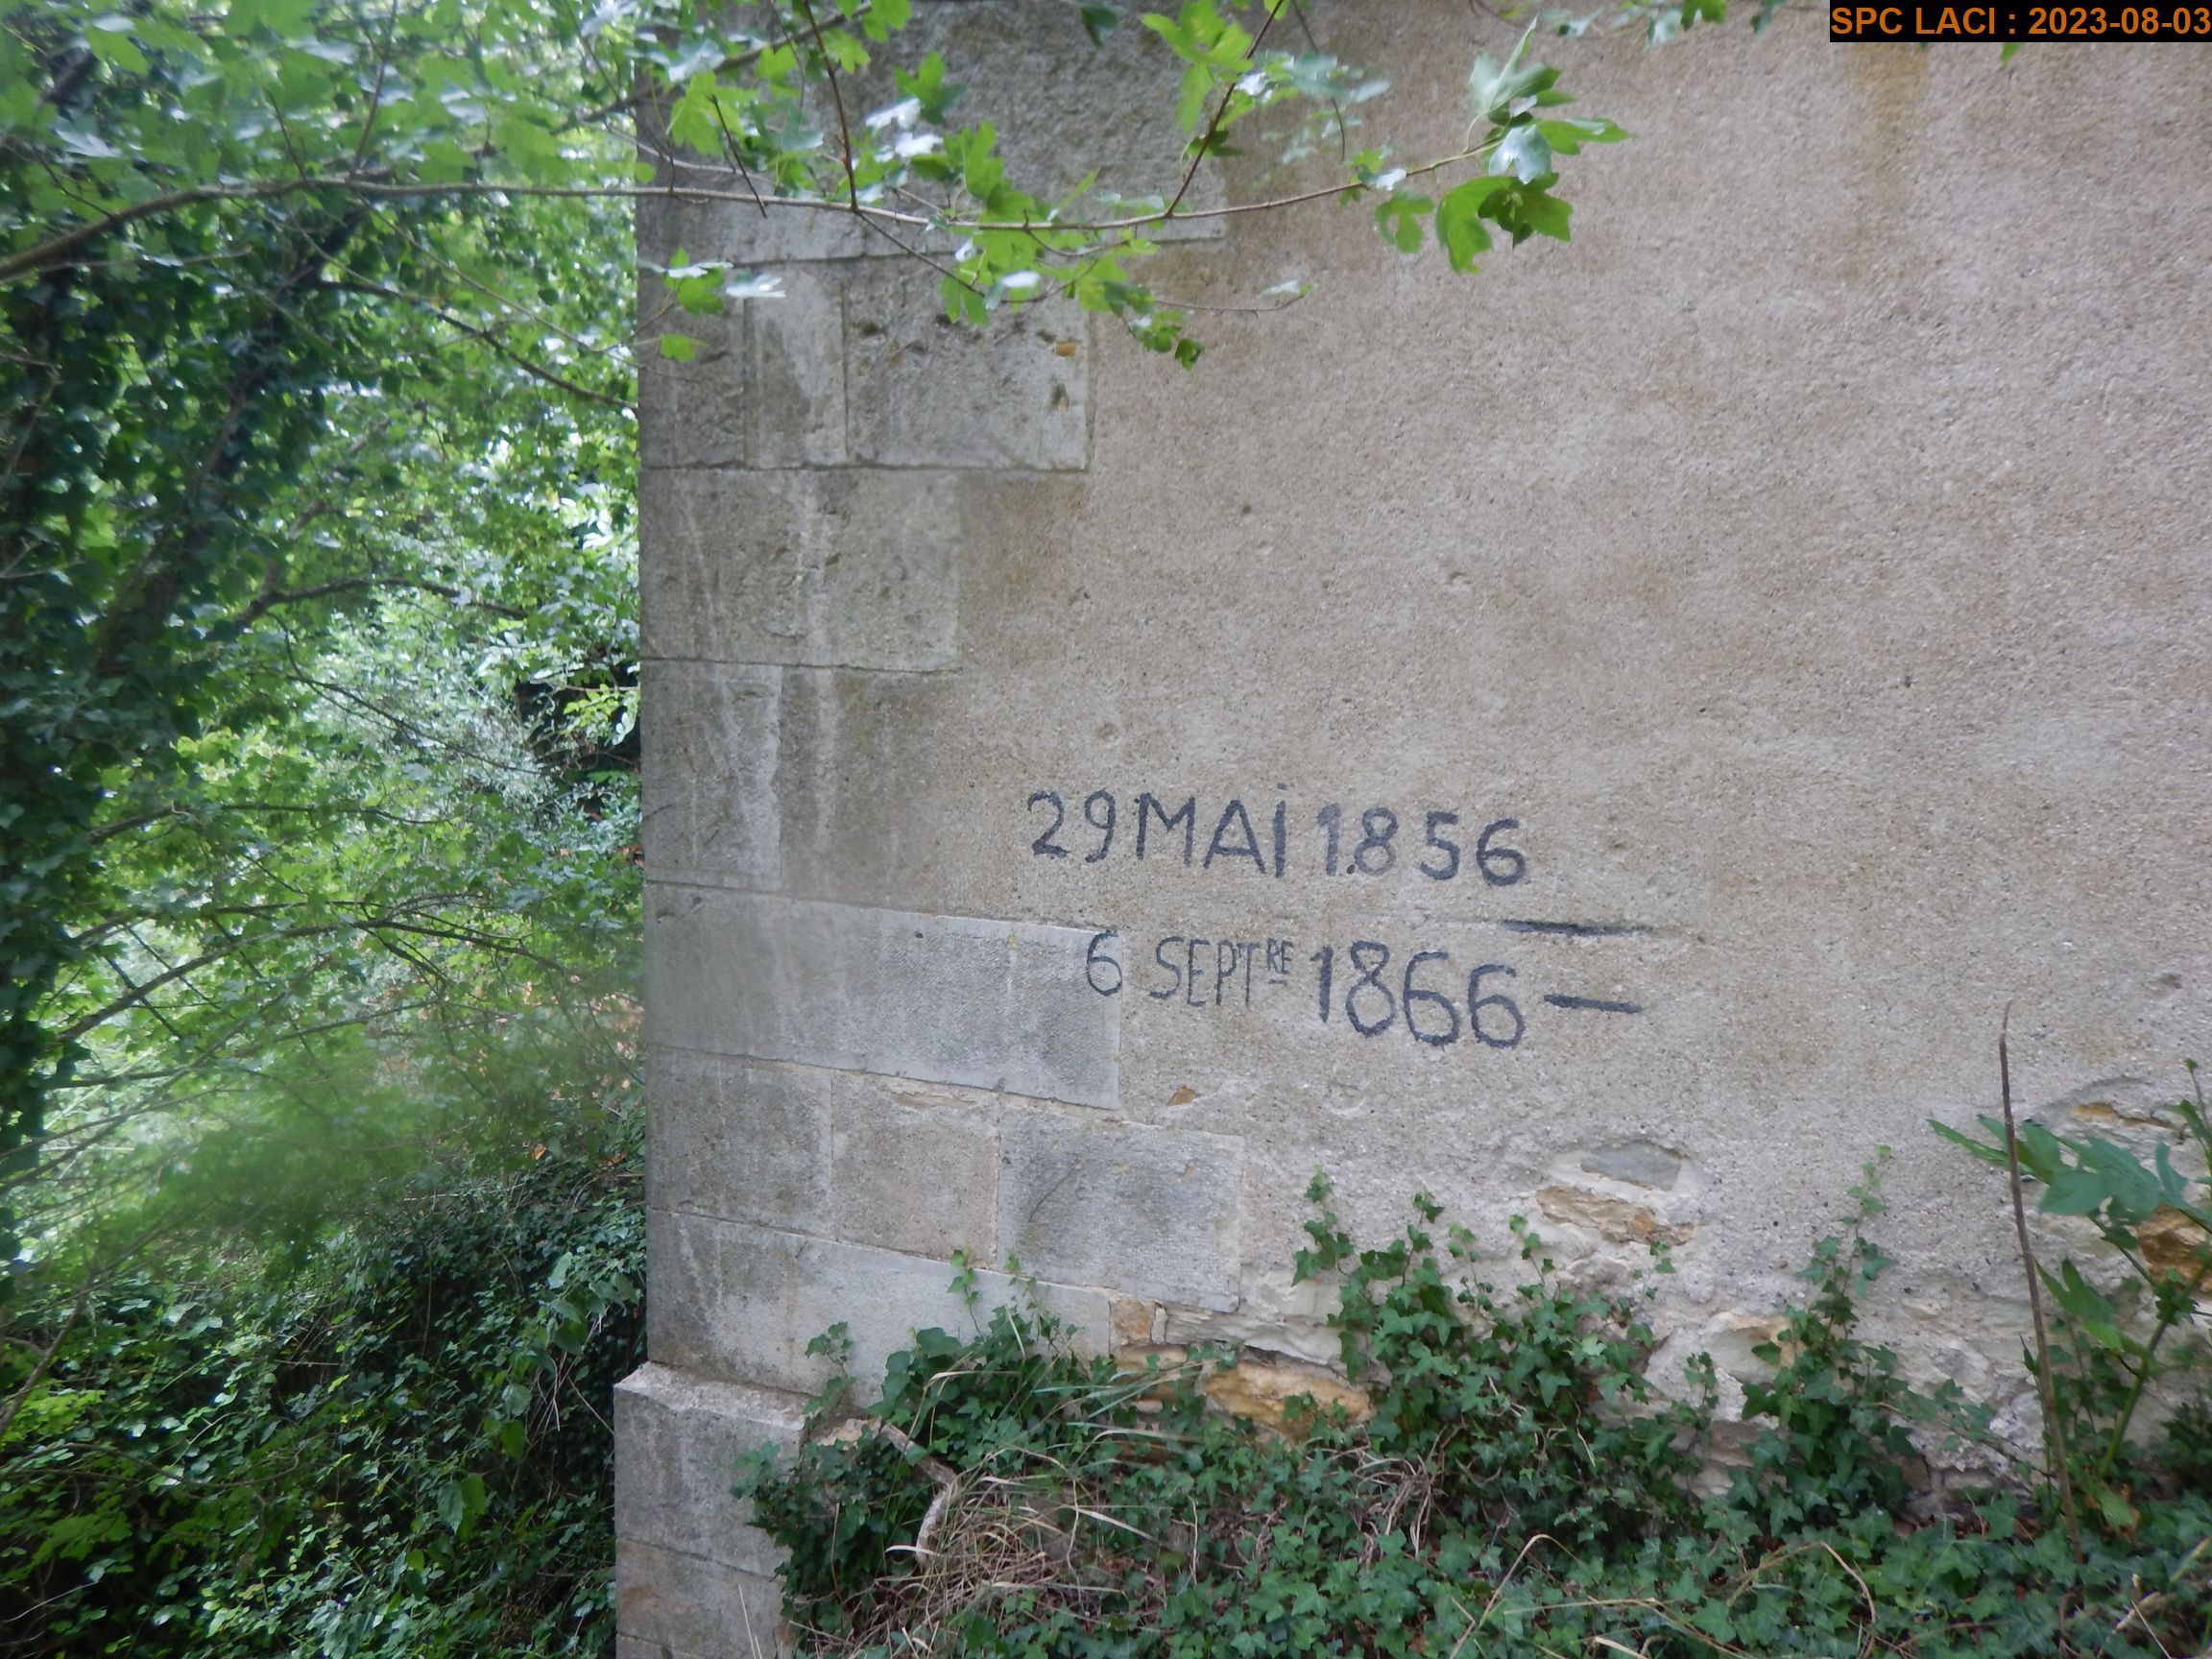 SPC LACI : 2023-08-03
29 MAi 1856
6 SEPTRE 1866 —